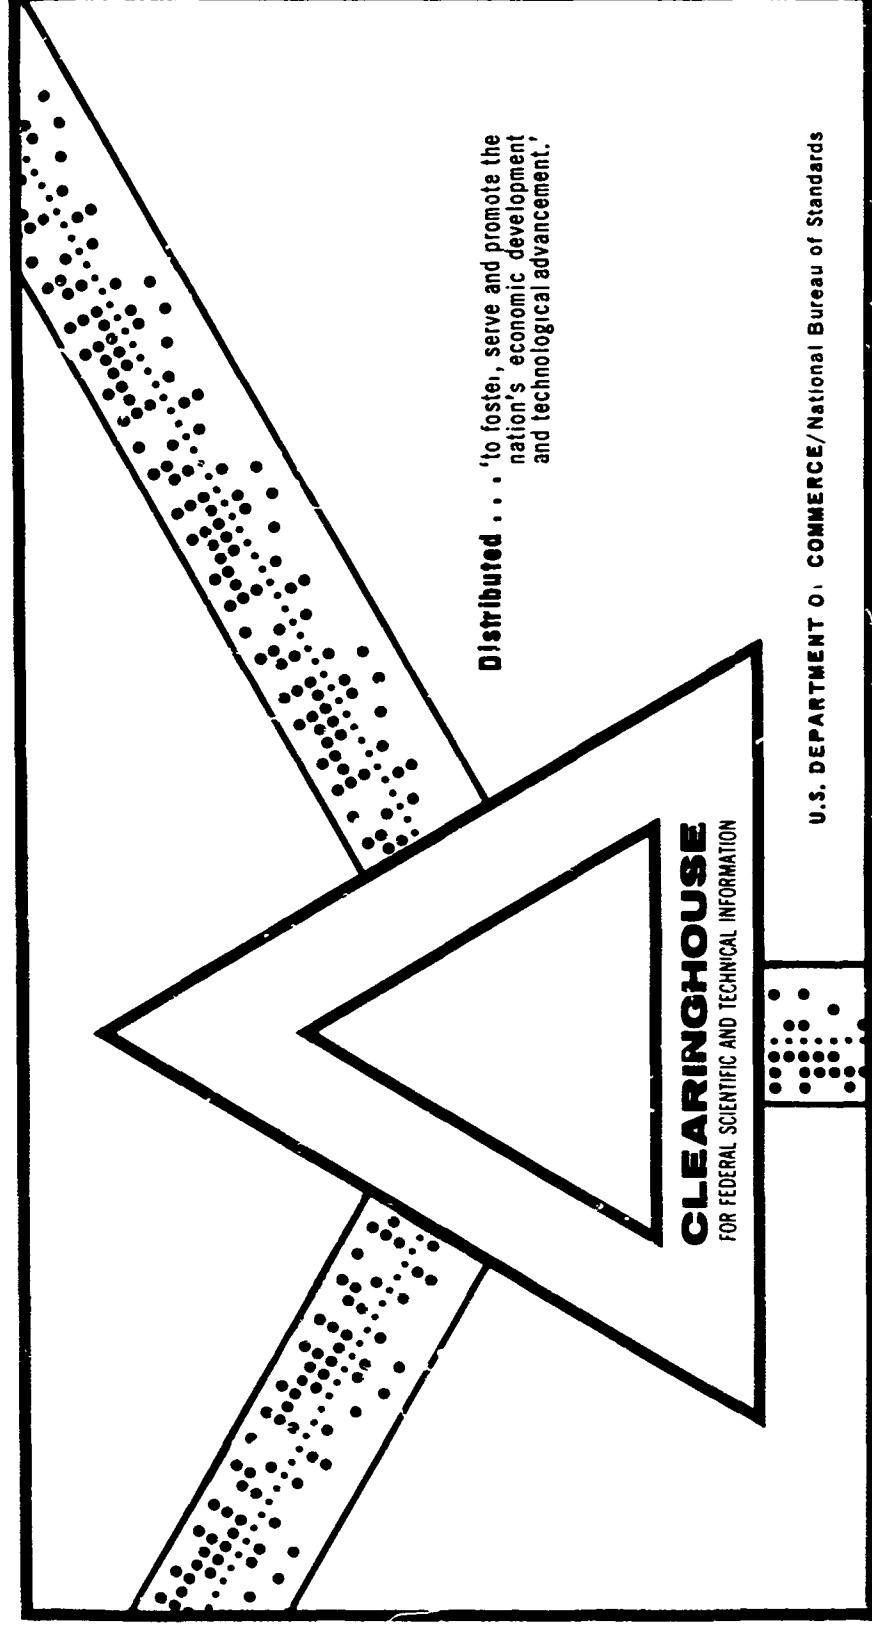 Distributed . . . 'to foster, serve and promote the
nation's economic development
and technological advancement.'
CLEARINGHOUSE
FOR FEDERAL SCIENTIFIC AND TECHNICAL INFORMATION
U.S. DEPARTMENT OF COMMERCE/National Bureau of Standards